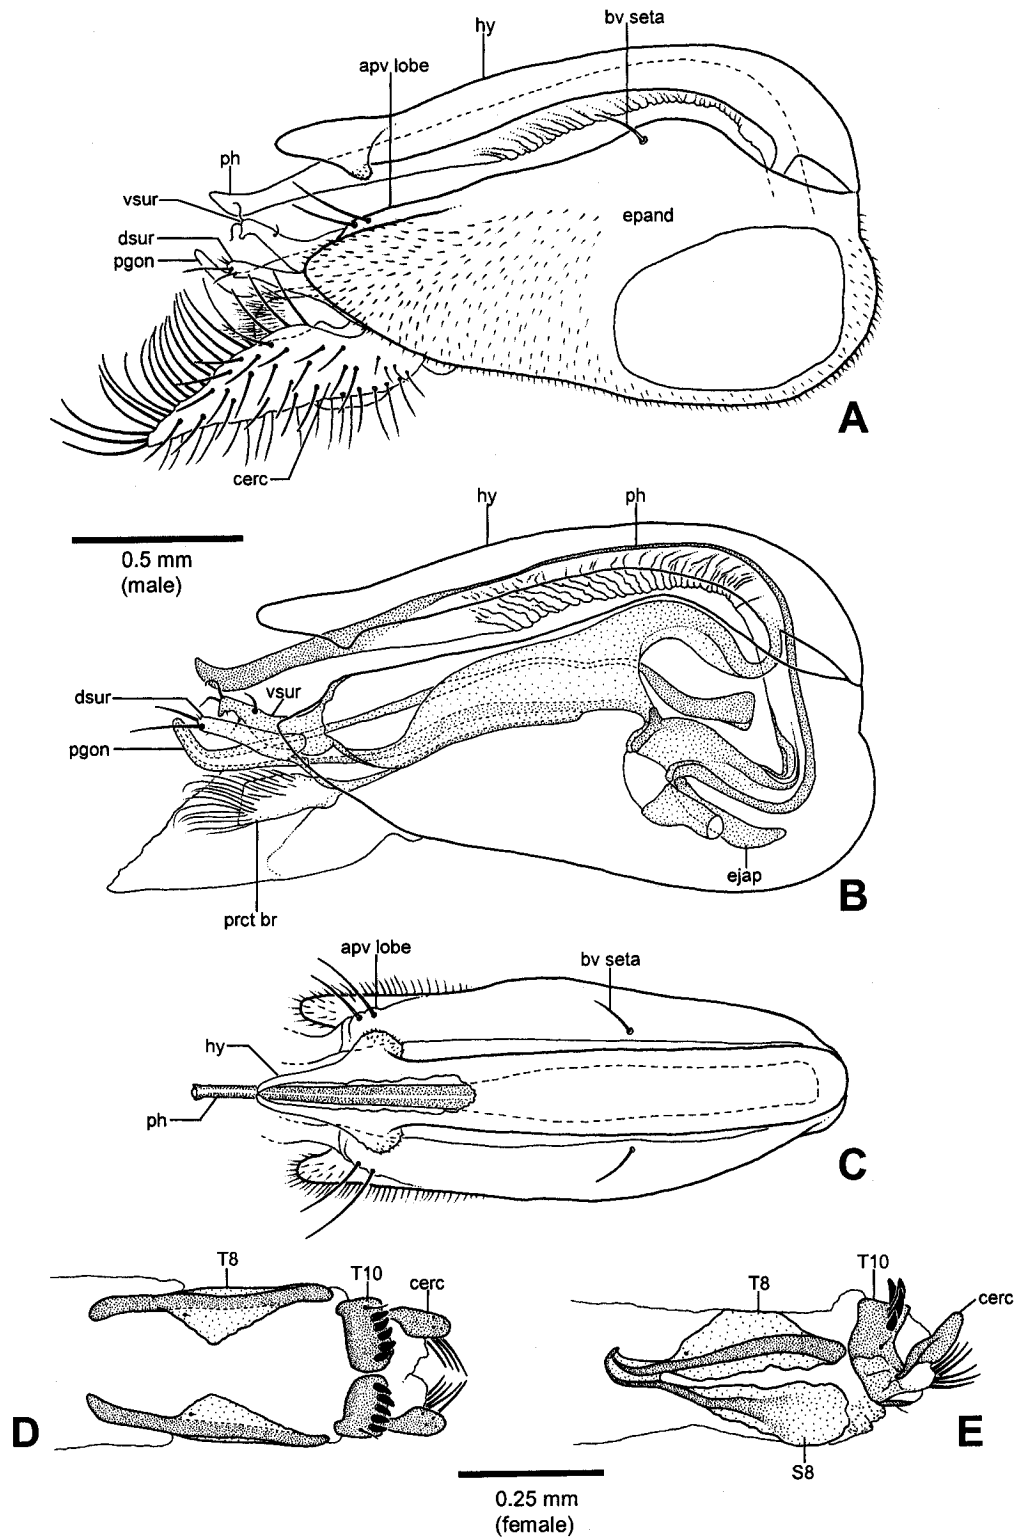 bv seta
hy
apv lobe
ph
vsur
dsur
pgon
epand
A
cerc
0.5 mm
(male)
hy
ph
dsur
vsur
pgon
ejap
B
prct br
apv lobe
bv seta
hy
ph
C
T8
T10
cerc
D
T10
T8
cerc
E
S8
0.25 mm
(female)